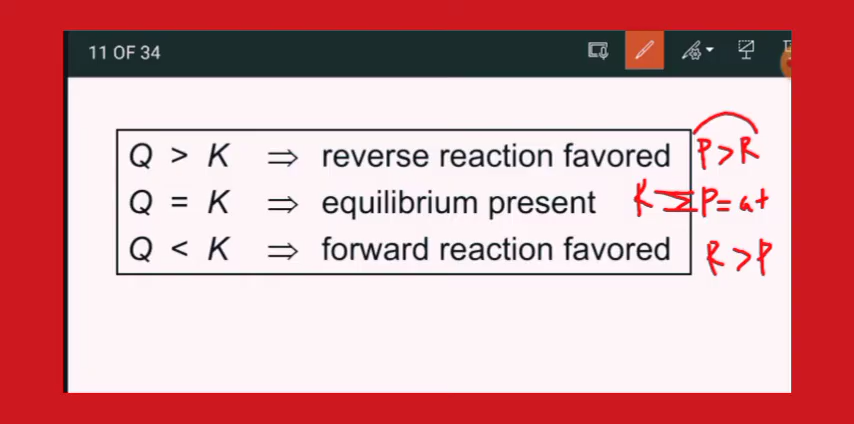 11 OF 34
Q > K ⇒ reverse reaction favored P>R
Q = K ⇒ equilibrium present P= at
Q < K ⇒ forward reaction favored R>P